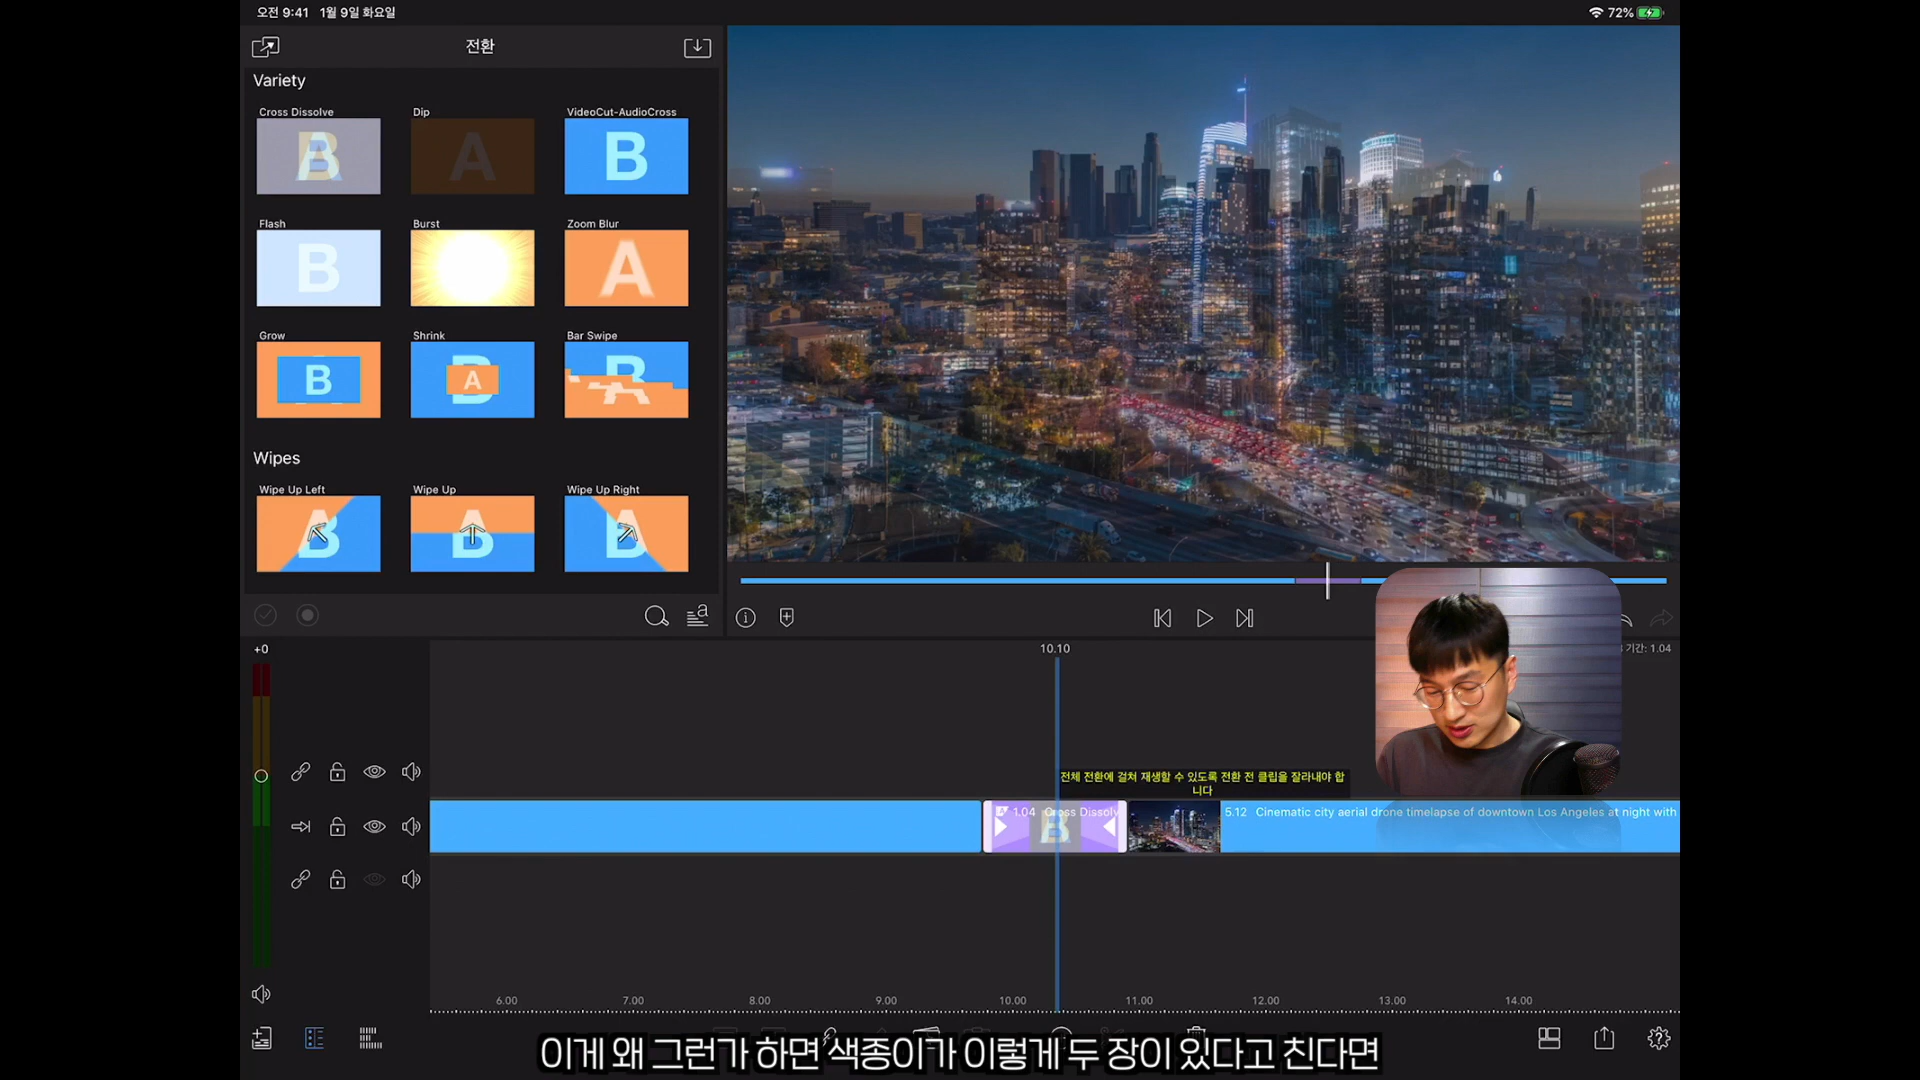 오전 9:41 1월 9일 화요일
72%
전환
Variety
Cross Dissolve
Dip
VideoCut-AudioCross
B
A
B
Flash
Burst
Zoom Blur
B
A
Grow
Shrink
Bar Swipe
B
A
Wipes
Wipe Up Left
Wipe Up
Wipe Up Right
+0
10.10
기간: 1.04
전체 전환에 걸쳐 재생할 수 있도록 전환 전 클립을 잘라내야 합
니다
1.04 Cross Dissolv
5.12 Cinematic city aerial drone timelapse of downtown Los Angeles at night with
6.00 7.00 8.00 9.00 10.00 11.00 12.00 13.00 14.00
이게 왜 그런가 하면 색종이가 이렇게 두 장이 있다고 친다면